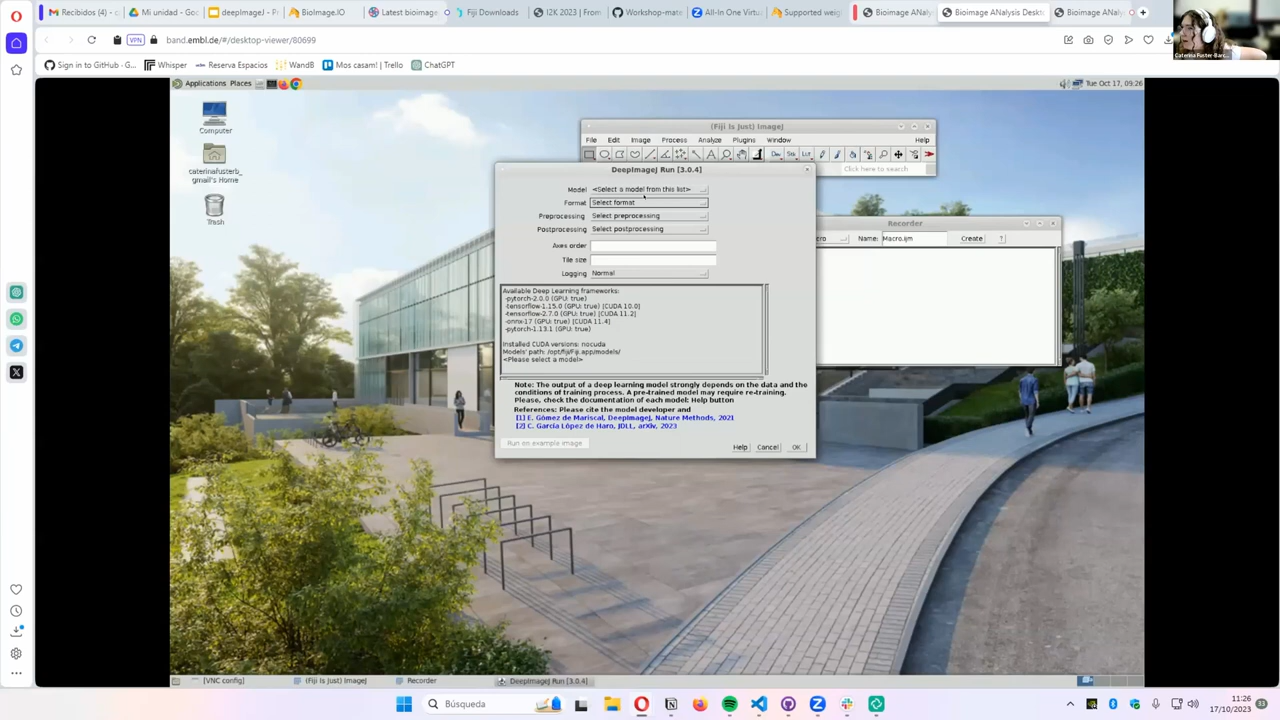 Recibidos (4) - c
Mi unidad - Goo
deepImageJ - P
BioImage.IO
Latest bioimage
Fiji Downloads
I2K 2023 | From
Workshop-mate
All-In One Virtua
Supported weig
Bioimage ANaly
Bioimage ANalysis Deskt
Bioimage ANaly
VPN
band.embl.de/#/desktop-viewer/80699
Sign in to GitHub · G...
Whisper
Reserva Espacios
WandB
Mos casam! | Trello
ChatGPT
Applications Places
Tue Oct 17, 09:26
Computer
caterinafusterb_
gmail's Home
Trash
(Fiji Is Just) ImageJ
File Edit Image Process Analyze Plugins Window Help
Dev Stk LUT
Click here to search
DeepImageJ Run [3.0.4]
Model <Select a model from this list>
Format Select format
Preprocessing Select preprocessing
Postprocessing Select postprocessing
Axes order
Tile size
Logging Normal
Available Deep Learning frameworks:
-pytorch-2.0.0 (GPU: true)
-tensorflow-1.15.0 (GPU: true) [CUDA 10.0]
-tensorflow-2.7.0 (GPU: true) [CUDA 11.2]
-onnx-17 (GPU: true) [CUDA 11.4]
-pytorch-1.13.1 (GPU: true)
Installed CUDA versions: nocuda
Models' path: /opt/fiji/Fiji.app/models/
<Please select a model>
Note: The output of a deep learning model strongly depends on the data and the
conditions of training process. A pre-trained model may require re-training.
Please, check the documentation of each model: Help button
References: Please cite the model developer and
[1] E. Gómez de Mariscal, DeepImageJ, Nature Methods, 2021
[2] C. García López de Haro, JDLL, arXiv, 2023
Run on example image
Help Cancel OK
Recorder
cro
Name: Macro.ijm
Create
?
[VNC config]
(Fiji Is Just) ImageJ
Recorder
DeepImageJ Run [3.0.4]
Búsqueda
11:26
17/10/2023
33